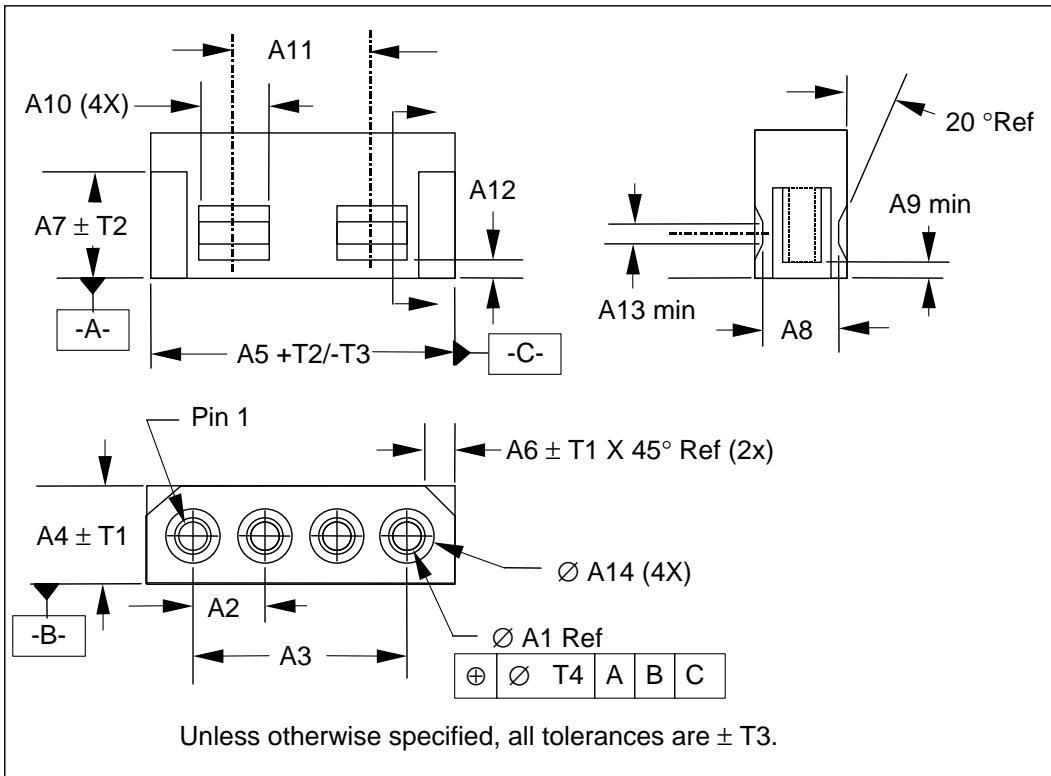 A11
A10 (4X)
20 °Ref
A12
A7 ± T2
A9 min
A13 min
A8
-A-
A5 +T2/-T3
-C-
Pin 1
A6 ± T1 X 45° Ref (2x)
A4 ± T1
∅ A14 (4X)
A2
-B-
∅ A1 Ref
A3
⊕ ∅ T4 A B C
Unless otherwise specified, all tolerances are ± T3.